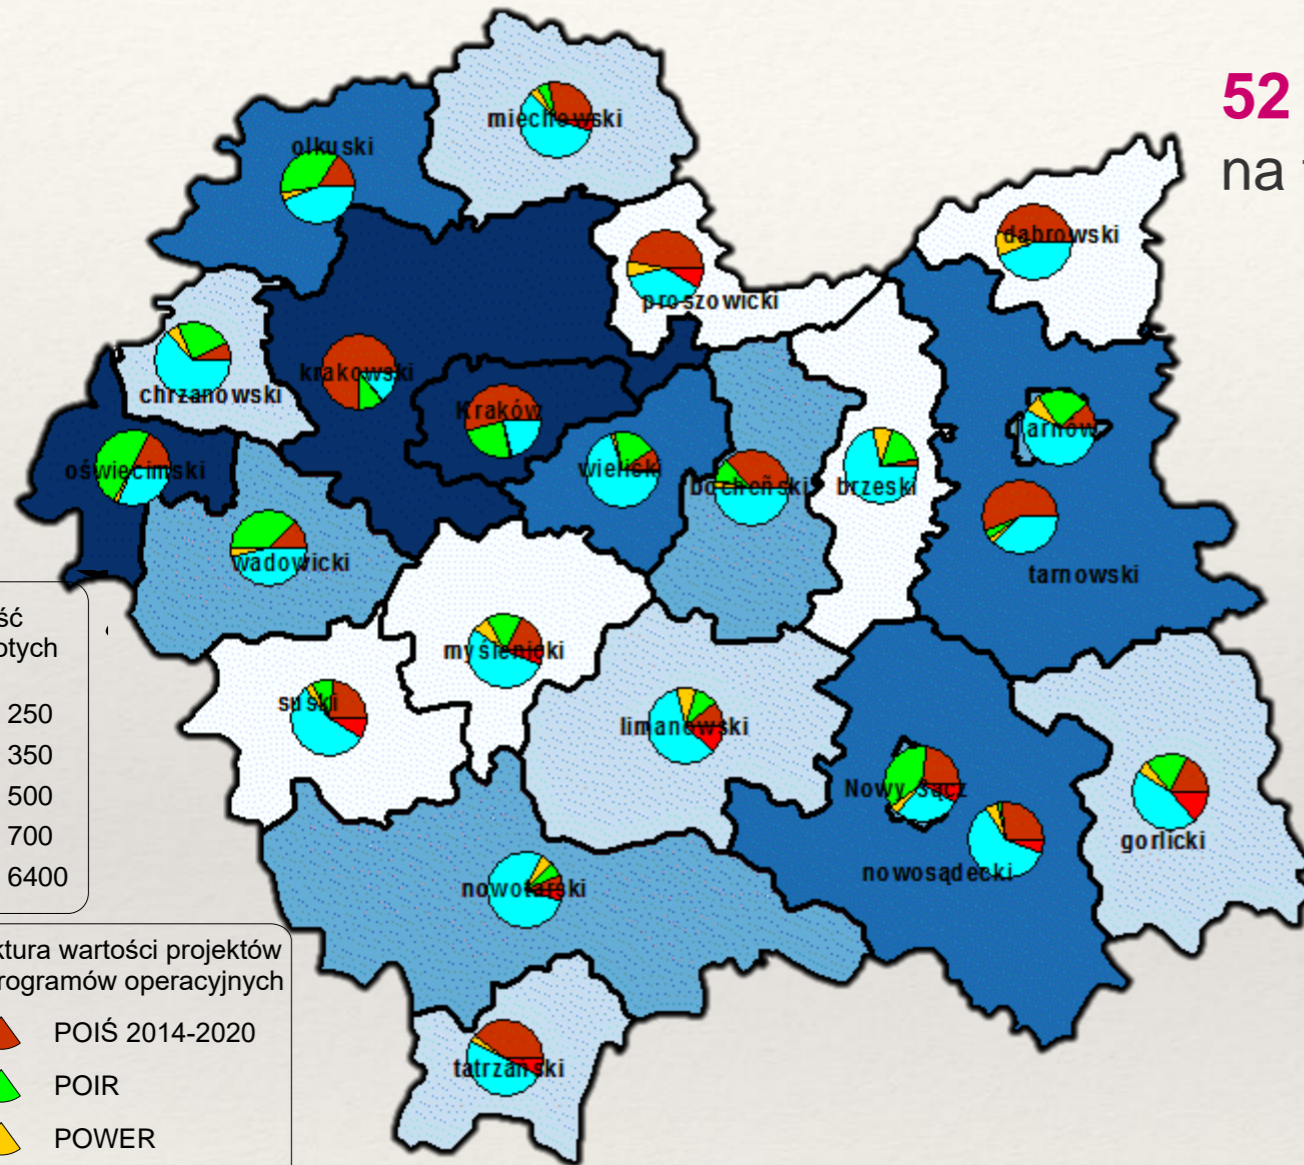 52
na
miechowski
olkuski
dąbrowski
proszowicki
krakowski
chrzanowski
Kraków
Tarnów
oświęcimski
wielicki
bocheński
brzeski
wadowicki
tarnowski
myślenicki
suski
limanowski
Nowy Sącz
gorlicki
nowosądecki
nowotarski
tatrzański
ść
otych
250
350
500
700
6400
ktura wartości projektów
rogramów operacyjnych
POIŚ 2014-2020
POIR
POWER